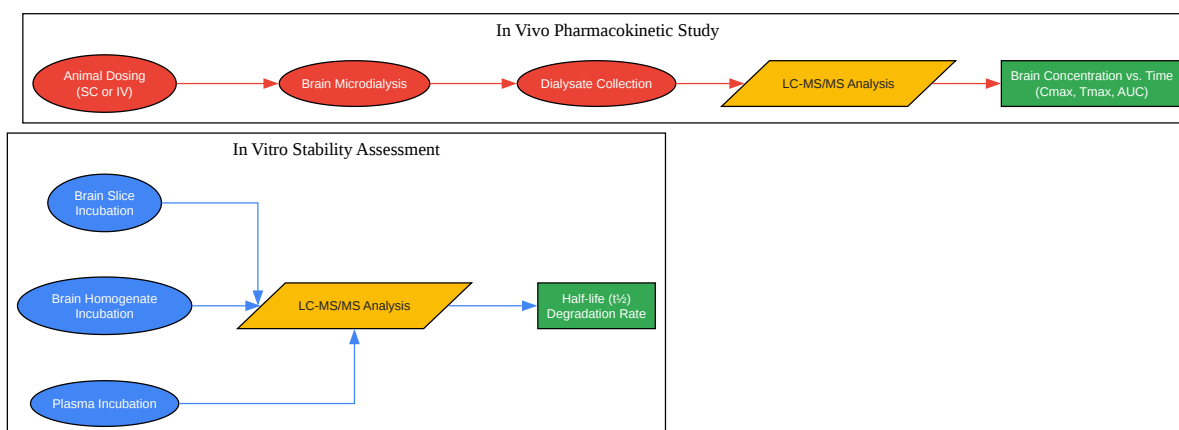 In Vivo Pharmacokinetic Study
Animal Dosing
(SC or IV)
Brain Microdialysis
Dialysate Collection
LC-MS/MS Analysis
Brain Concentration vs. Time
(Cmax, Tmax, AUC)
In Vitro Stability Assessment
Brain Slice
Incubation
Brain Homogenate
Incubation
Plasma Incubation
LC-MS/MS Analysis
Half-life (t½)
Degradation Rate